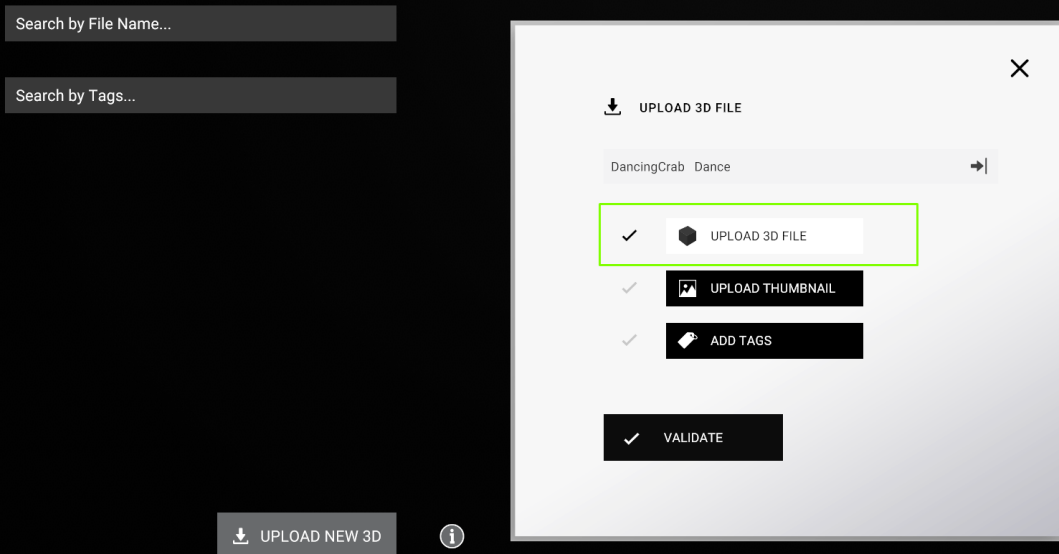 Search by File Name...
Search by Tags...
UPLOAD NEW 3D
UPLOAD 3D FILE
DancingCrab Dance
UPLOAD 3D FILE
UPLOAD THUMBNAIL
ADD TAGS
VALIDATE